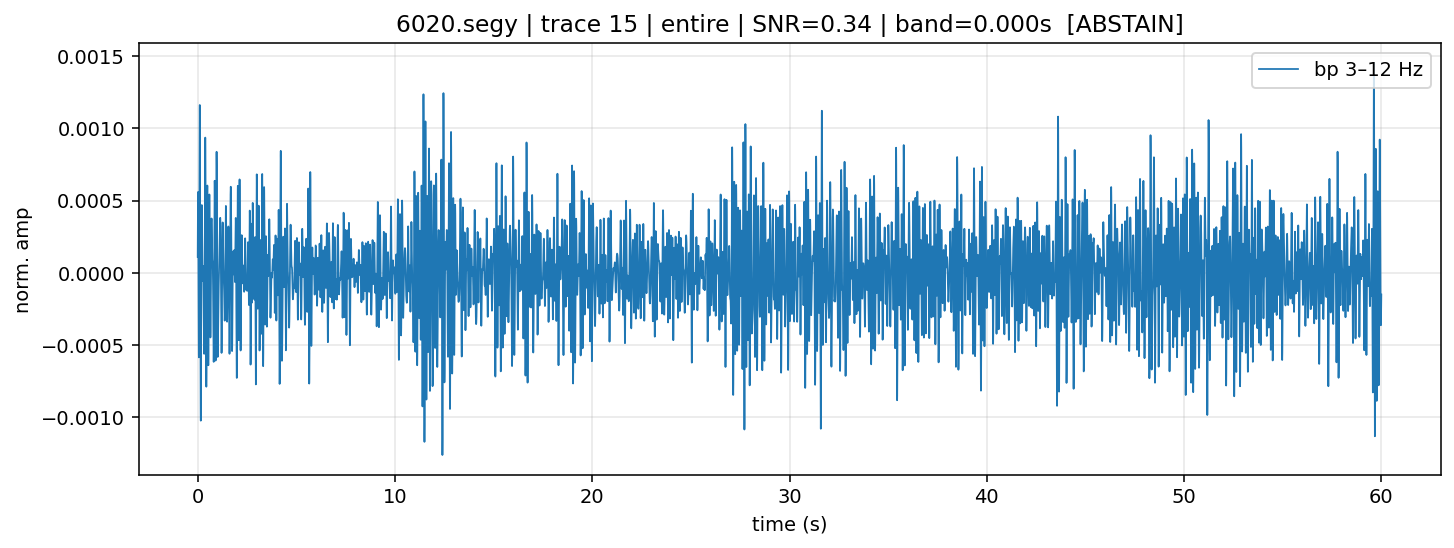 6020.segy | trace 15 | entire | SNR=0.34 | band=0.000s  [ABSTAIN]
bp 3–12 Hz
norm. amp
0.0015
0.0010
0.0005
0.0000
−0.0005
−0.0010
0 10 20 30 40 50 60
time (s)